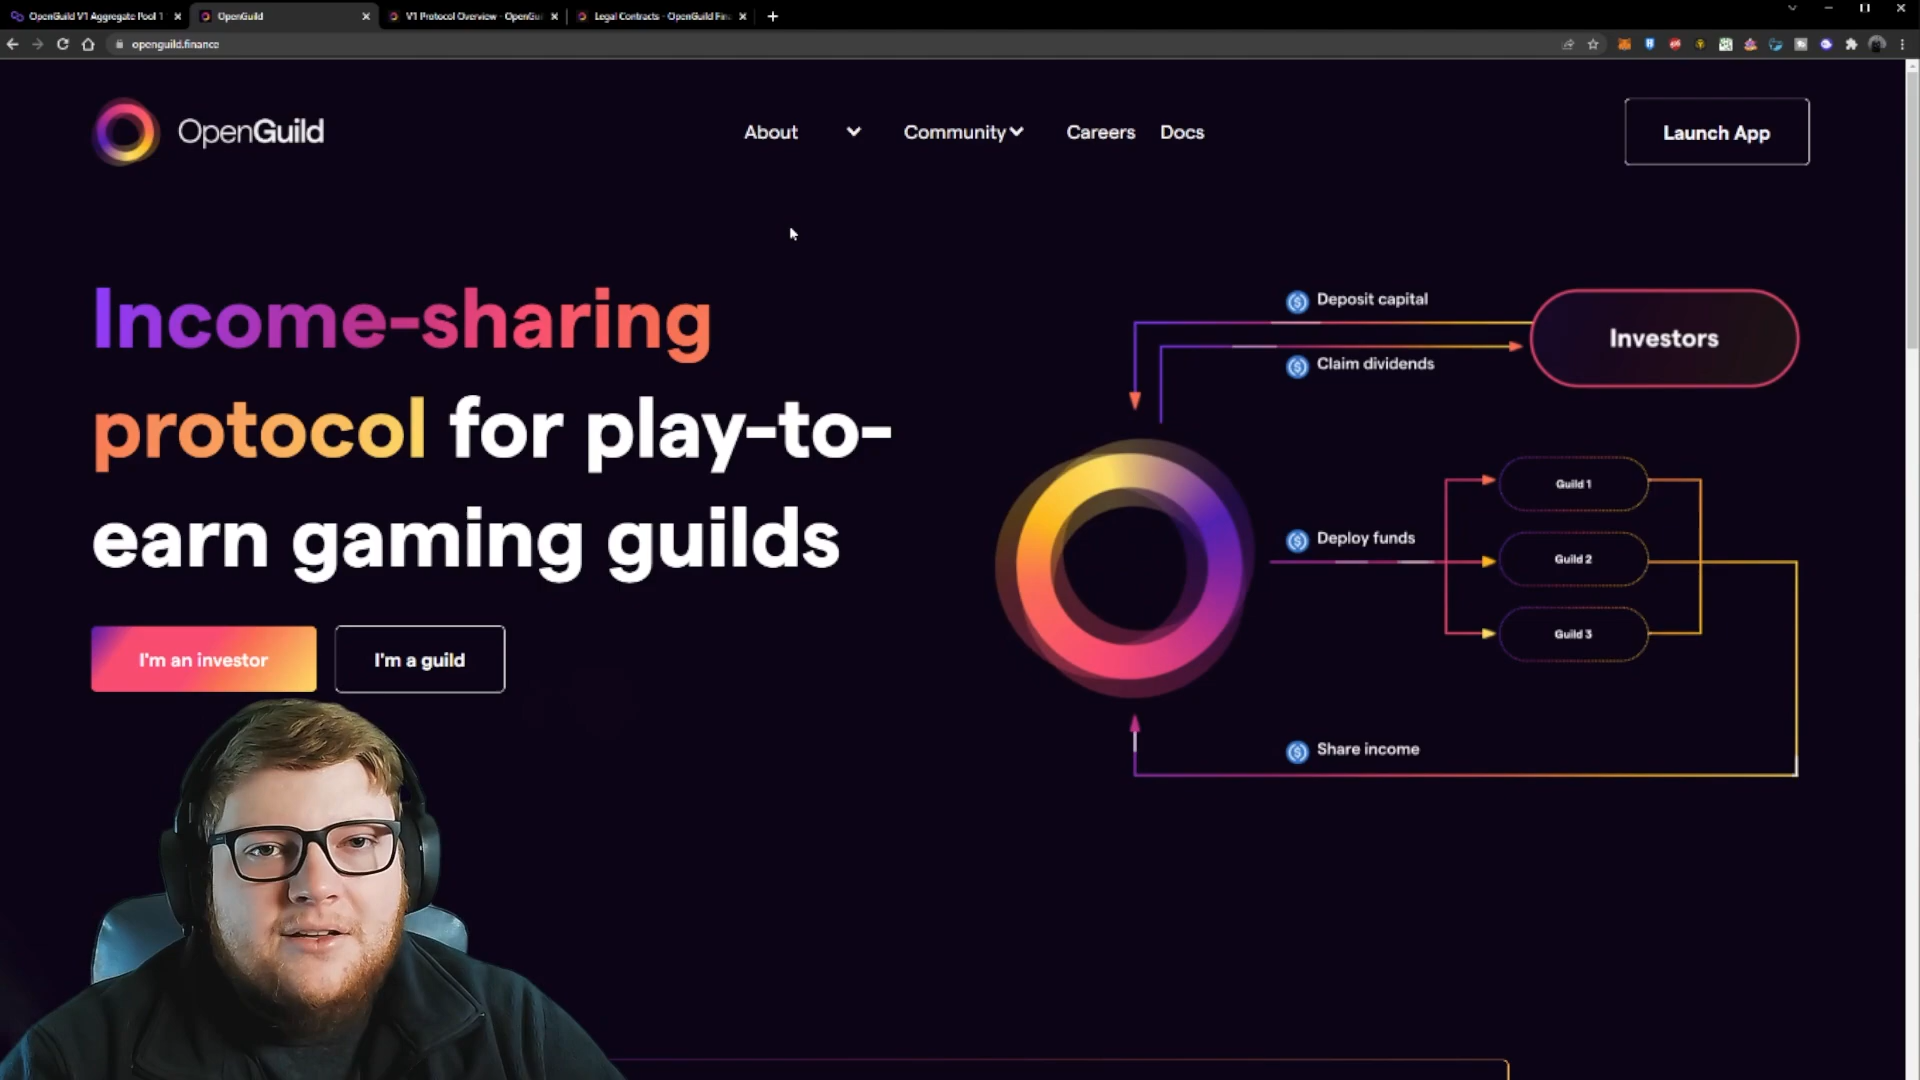 OpenGuild V1 Aggregate Pool 1
OpenGuild
V1 Protocol Overview - OpenGu
Legal Contracts - OpenGuild Fin
openguild.finance
OpenGuild
About
Community
Careers
Docs
Launch App
Income-sharing
protocol for play-to-
earn gaming guilds
I'm an investor
I'm a guild
Deposit capital
Claim dividends
Investors
Deploy funds
Guild 1
Guild 2
Guild 3
Share income